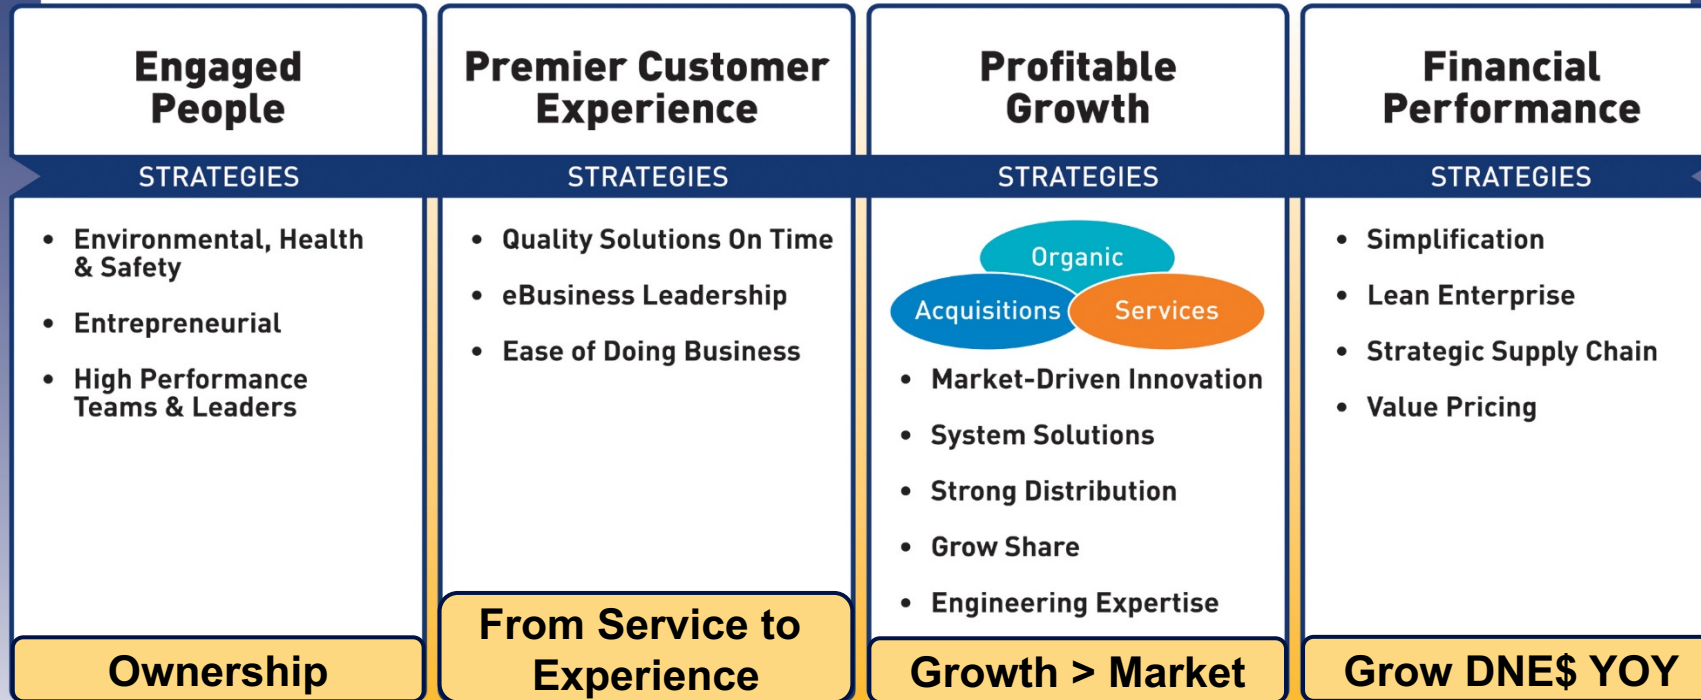 Engaged
People
STRATEGIES
• Environmental, Health
& Safety
• Entrepreneurial
• High Performance
Teams & Leaders
Ownership
Premier Customer
Experience
STRATEGIES
• Quality Solutions On Time
• eBusiness Leadership
• Ease of Doing Business
From Service to
Experience
Profitable
Growth
STRATEGIES
Organic
Acquisitions
Services
• Market-Driven Innovation
• System Solutions
• Strong Distribution
• Grow Share
• Engineering Expertise
Growth > Market
Financial
Performance
STRATEGIES
• Simplification
• Lean Enterprise
• Strategic Supply Chain
• Value Pricing
Grow DNE$ YOY